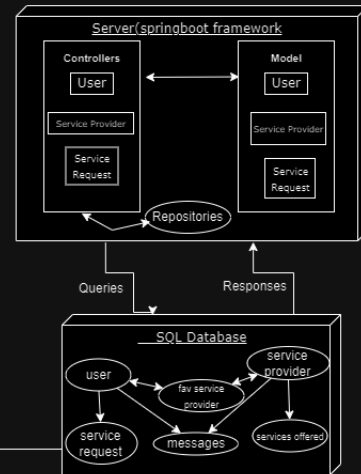 Server(springboot framework
Controllers
Model
User
User
Service Provider
Service Provider
Service
Request
Service
Request
Repositories
Queries
Responses
SQL Database
user
service
provider
fav service
provider
service
request
messages
services offered